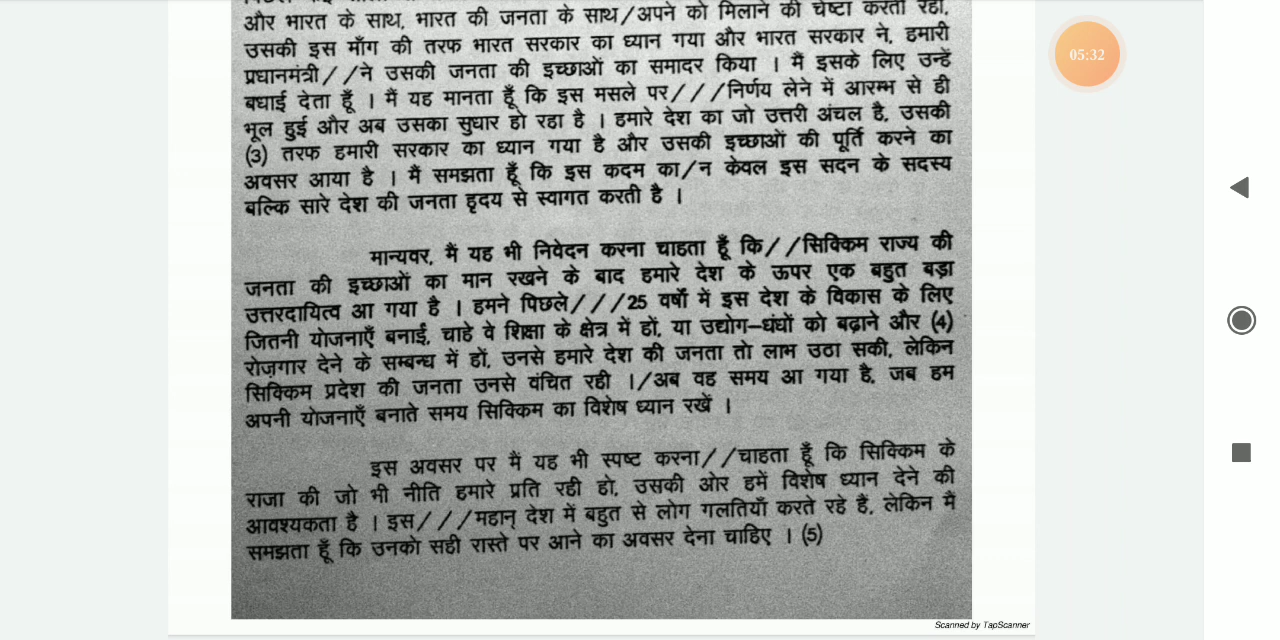 और भारत के साथ, भारत की जनता के साथ/अपने को मिलाने की चेष्टा करती रही,
उसकी इस माँग की तरफ भारत सरकार का ध्यान गया और भारत सरकार ने, हमारी
प्रधानमंत्री//ने उसकी जनता की इच्छाओं का समादर किया । मैं इसके लिए उन्हें
बधाई देता हूँ । मैं यह मानता हूँ कि इस मसले पर///निर्णय लेने में आरम्भ से ही
भूल हुई और अब उसका सुधार हो रहा है । हमारे देश का जो उत्तरी अंचल है, उसकी
(3) तरफ हमारी सरकार का ध्यान गया है और उसकी इच्छाओं की पूर्ति करने का
अवसर आया है । मैं समझता हूँ कि इस कदम का/न केवल इस सदन के सदस्य
बल्कि सारे देश की जनता हृदय से स्वागत करती है ।
मान्यवर, मैं यह भी निवेदन करना चाहता हूँ कि//सिक्किम राज्य की
जनता की इच्छाओं का मान रखने के बाद हमारे देश के ऊपर एक बहुत बड़ा
उत्तरदायित्व आ गया है । हमने पिछले///25 वर्षों में इस देश के विकास के लिए
जितनी योजनाएँ बनाईं, चाहे वे शिक्षा के क्षेत्र में हों, या उद्योग–धंधों को बढ़ाने और (4)
रोज़गार देने के सम्बन्ध में हों, उनसे हमारे देश की जनता तो लाभ उठा सकी, लेकिन
सिक्किम प्रदेश की जनता उनसे वंचित रही ।/अब वह समय आ गया है, जब हम
अपनी योजनाएँ बनाते समय सिक्किम का विशेष ध्यान रखें ।
इस अवसर पर मैं यह भी स्पष्ट करना//चाहता हूँ कि सिक्किम के
राजा की जो भी नीति हमारे प्रति रही हो, उसकी ओर हमें विशेष ध्यान देने की
आवश्यकता है । इस///महान् देश में बहुत से लोग गलतियाँ करते रहे हैं, लेकिन मैं
समझता हूँ कि उनको सही रास्ते पर आने का अवसर देना चाहिए । (5)
05:32
Scanned by TapScanner